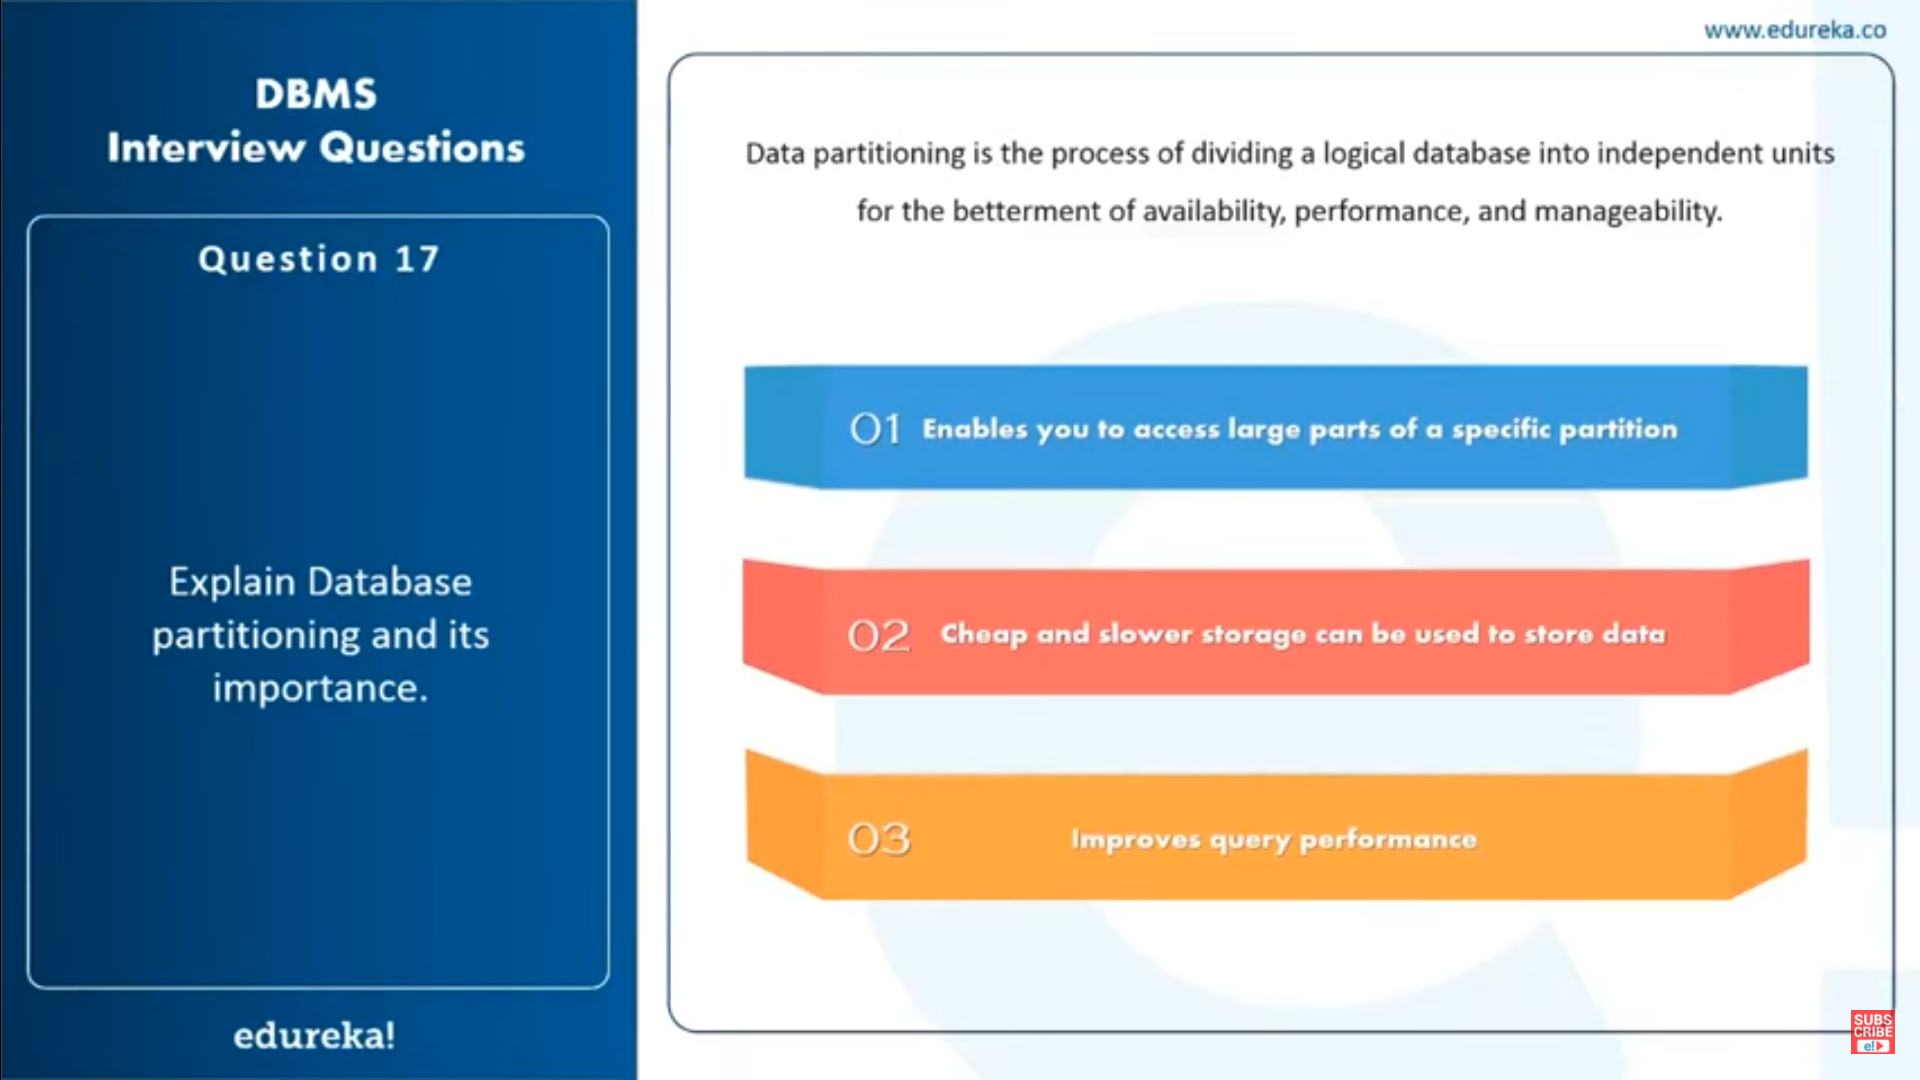 www.edureka.co
DBMS
Interview Questions
Question 17
Explain Database
partitioning and its
importance.
edureka!
Data partitioning is the process of dividing a logical database into independent units
for the betterment of availability, performance, and manageability.
01 Enables you to access large parts of a specific partition
02 Cheap and slower storage can be used to store data
03 Improves query performance
SUBS
CRIBE
e!